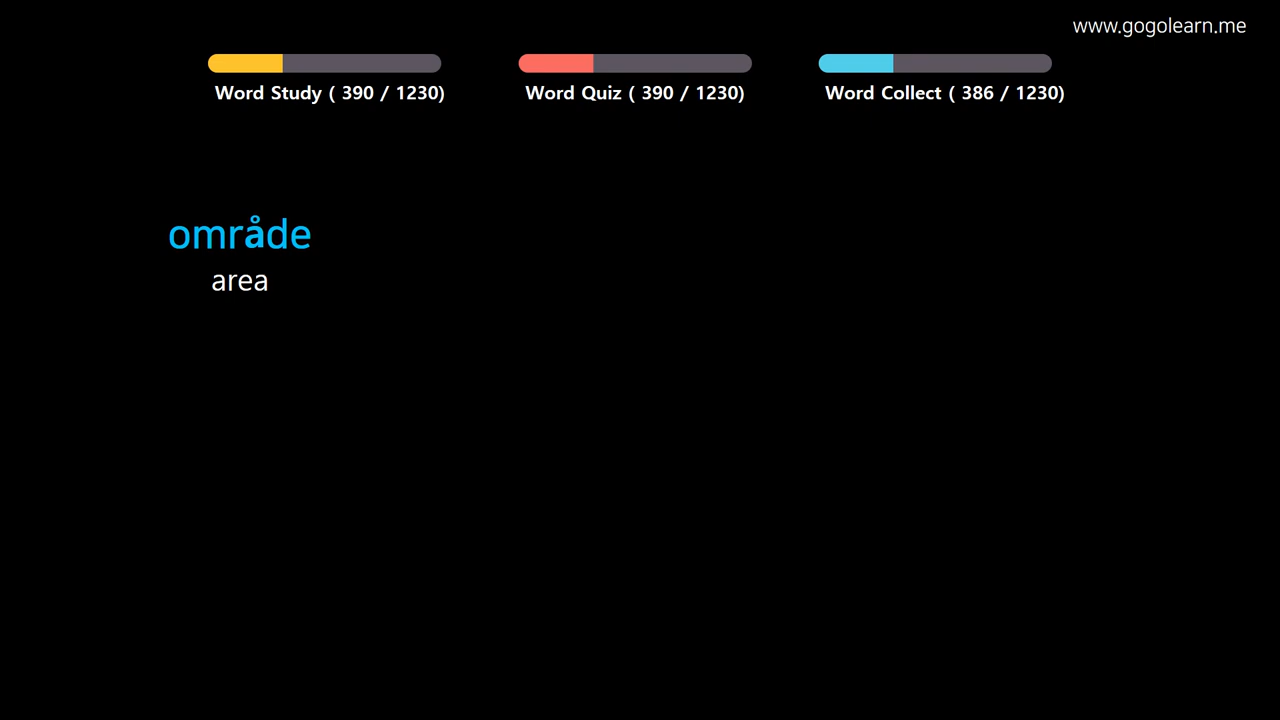 www.gogolearn.me
Word Study ( 390 / 1230)
Word Quiz ( 390 / 1230)
Word Collect ( 386 / 1230)
område
area